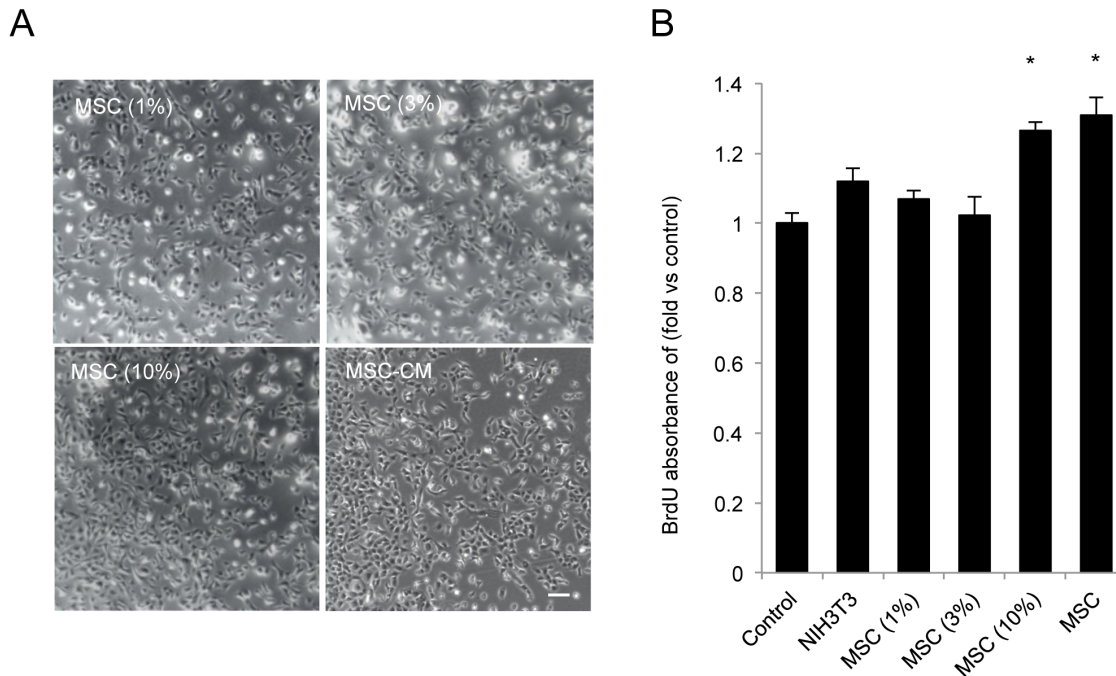 A
MSC (1%)
MSC (3%)
MSC (10%)
MSC-CM
B
* *
BrdU absorbance of (fold vs control)
1.4
1.2
1
0.8
0.6
0.4
0.2
0
Control
NIH3T3
MSC (1%)
MSC (3%)
MSC (10%)
MSC